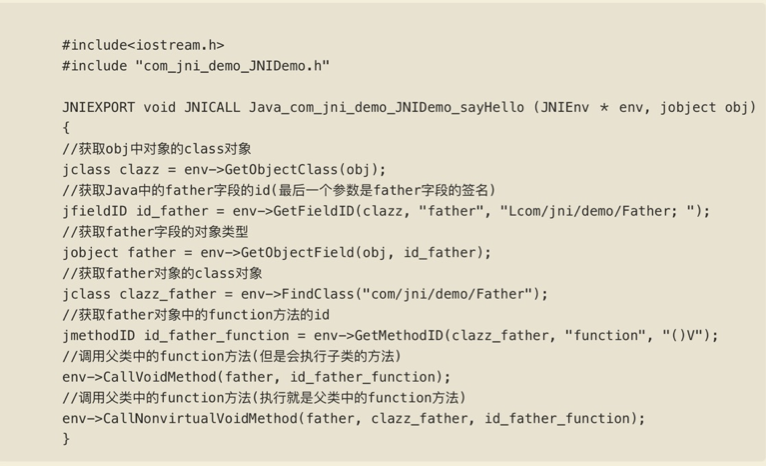 #include<iostream.h>
#include "com_jni_demo_JNIDemo.h"
JNIEXPORT void JNICALL Java_com_jni_demo_JNIDemo_sayHello (JNIEnv * env, jobject obj)
{
//获取obj中对象的class对象
jclass clazz = env->GetObjectClass(obj);
//获取Java中的father字段的id(最后一个参数是father字段的签名)
jfieldID id_father = env->GetFieldID(clazz, "father", "Lcom/jni/demo/Father; ");
//获取father字段的对象类型
jobject father = env->GetObjectField(obj, id_father);
//获取father对象的class对象
jclass clazz_father = env->FindClass("com/jni/demo/Father");
//获取father对象中的function方法的id
jmethodID id_father_function = env->GetMethodID(clazz_father, "function", "()V");
//调用父类中的function方法(但是会执行子类的方法)
env->CallVoidMethod(father, id_father_function);
//调用父类中的function方法(执行就是父类中的function方法)
env->CallNonvirtualVoidMethod(father, clazz_father, id_father_function);
}